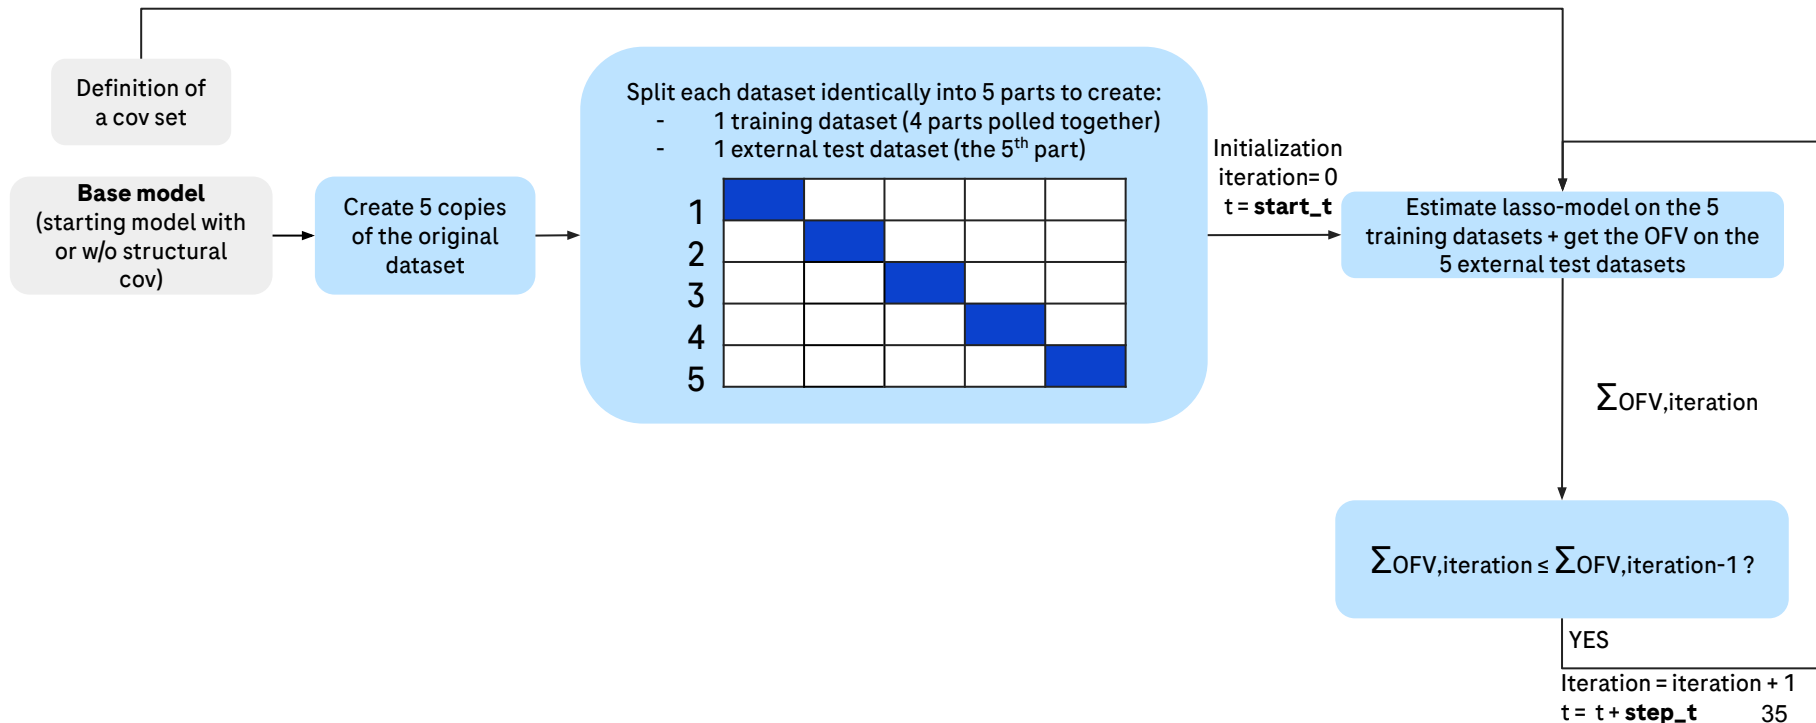 Definition of
a cov set
Base model
(starting model with
or w/o structural
cov)
Create 5 copies
of the original
dataset
Split each dataset identically into 5 parts to create:
- 1 training dataset (4 parts polled together)
- 1 external test dataset (the 5th part)
1
2
3
4
5
Initialization
iteration= 0
t = start_t
Estimate lasso-model on the 5
training datasets + get the OFV on the
5 external test datasets
∑OFV,iteration
∑OFV,iteration ≤ ∑OFV,iteration-1 ?
YES
Iteration = iteration + 1
t = t + step_t
35